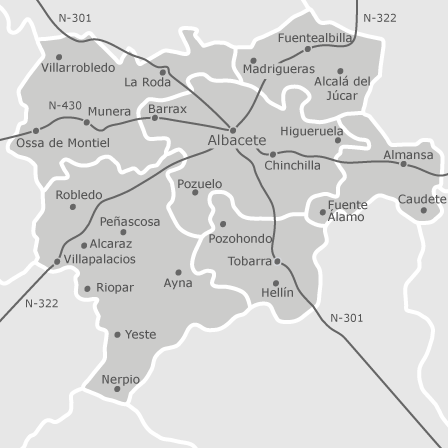 N-301
N-322
Fuentealbilla
Villarrobledo
Madrigueras
La Roda
Alcalá del
Júcar
N-430
Munera
Barrax
Higueruela
Albacete
Ossa de Montiel
Chinchilla
Almansa
Pozuelo
Robledo
Caudete
Fuente
Álamo
Peñascosa
Pozohondo
Alcaraz
Villapalacios
Tobarra
Ayna
Riopar
Hellín
N-322
N-301
Yeste
Nerpio